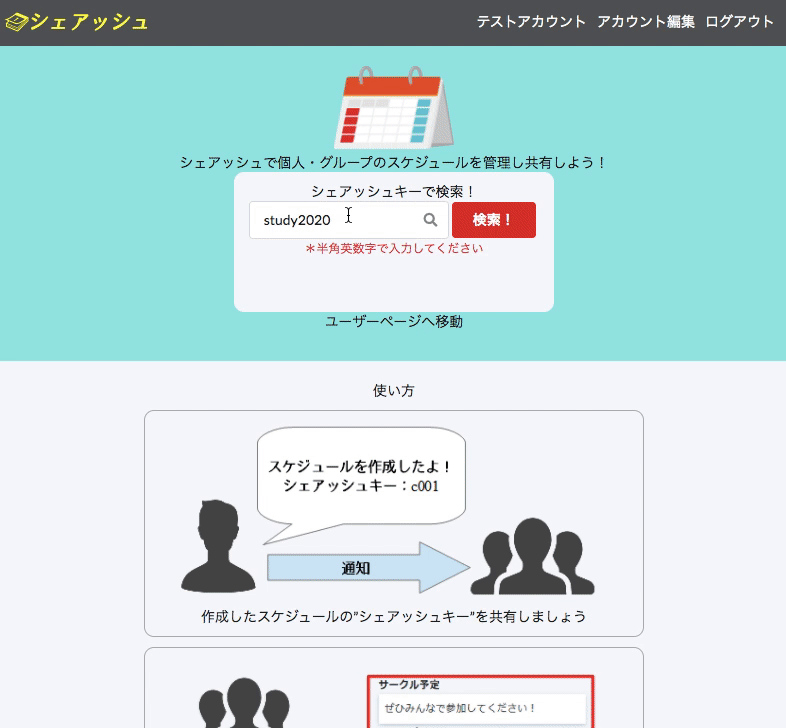 シェアッシュ
テストアカウント アカウント編集 ログアウト
シェアッシュで個人・グループのスケジュールを管理し共有しよう！
シェアッシュキーで検索！
study2020
検索！
＊半角英数字で入力してください
ユーザーページへ移動
使い方
スケジュールを作成したよ！
シェアッシュキー：c001
通知
作成したスケジュールの"シェアッシュキー"を共有しましょう
サークル予定
ぜひみんなで参加してください！